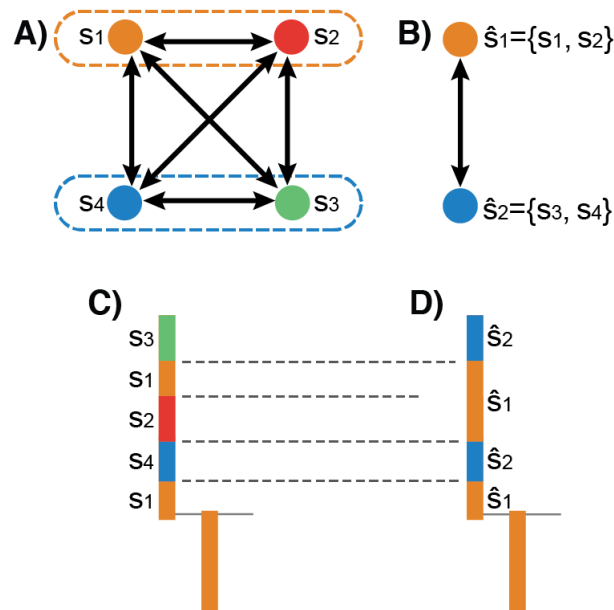 A)
S1
S2
S4
S3
B)
ŝ1={s1, s2}
ŝ2={s3, s4}
C)
S3
S1
S2
S4
S1
D)
ŝ2
ŝ1
ŝ2
ŝ1